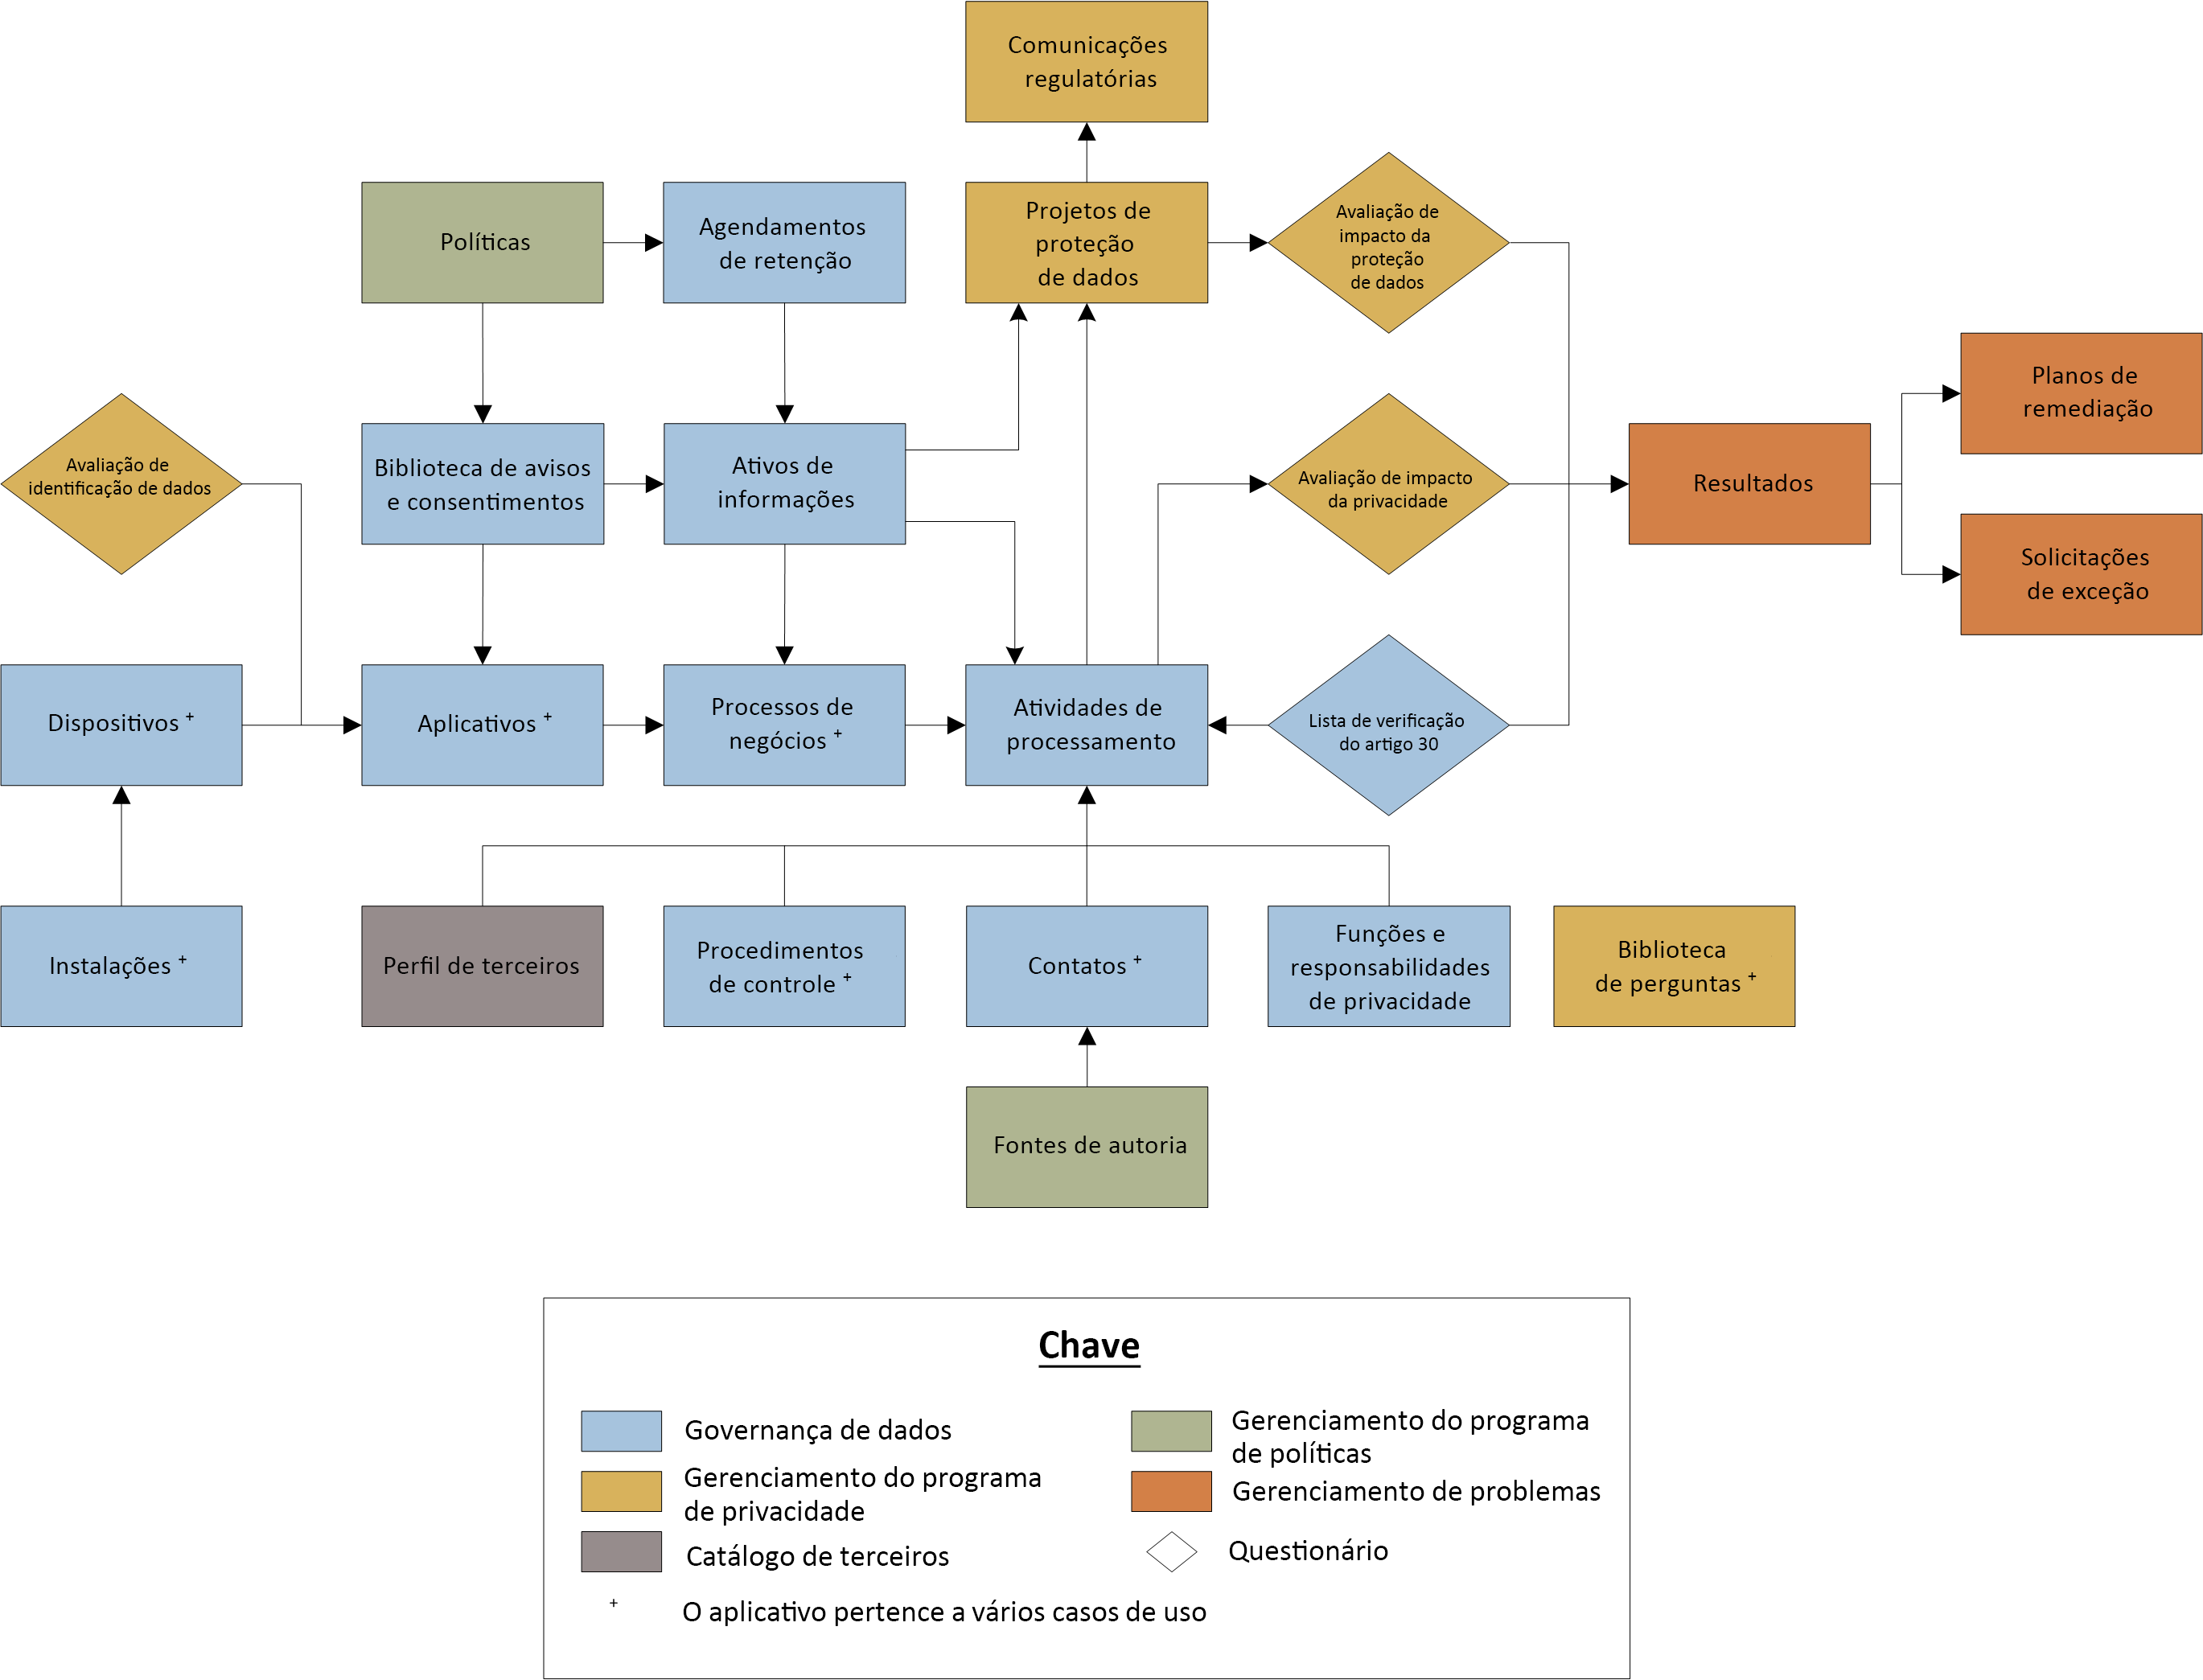 Comunicações
regulatórias
Políticas
Agendamentos
de retenção
Projetos de
proteção
de dados
Avaliação de
impacto da
proteção
de dados
Avaliação de
identificação de dados
Biblioteca de avisos
e consentimentos
Ativos de
informações
Avaliação de impacto
da privacidade
Resultados
Planos de
remediação
Solicitações
de exceção
Dispositivos +
Aplicativos +
Processos de
negócios +
Atividades de
processamento
Lista de verificação
do artigo 30
Instalações +
Perfil de terceiros
Procedimentos
de controle +
Contatos +
Funções e
responsabilidades
de privacidade
Biblioteca
de perguntas +
Fontes de autoria
Chave
Governança de dados
Gerenciamento do programa
de políticas
Gerenciamento do programa
de privacidade
Gerenciamento de problemas
Catálogo de terceiros
Questionário
+ O aplicativo pertence a vários casos de uso